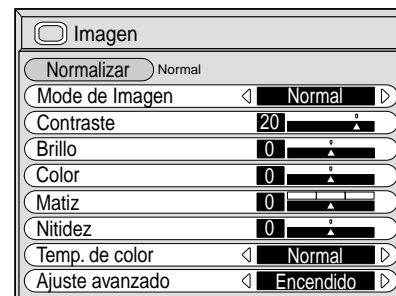 Imagen
Normalizar Normal
Mode de Imagen Normal
Contraste 20
Brillo 0
Color 0
Matiz 0
Nitidez 0
Temp. de color Normal
Ajuste avanzado Encendido